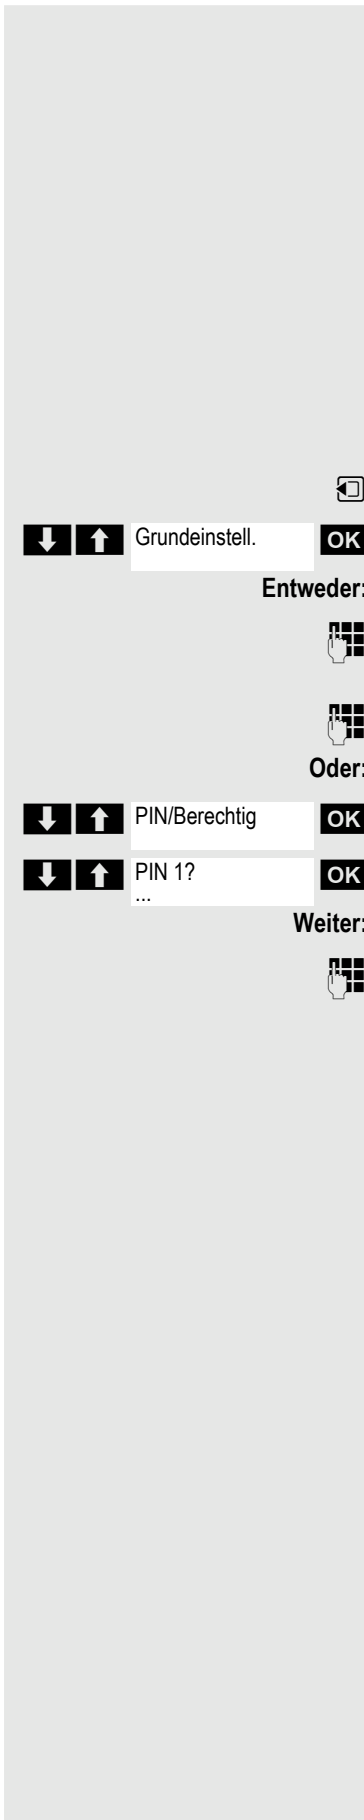 Grundeinstell. OK
Entweder:
Oder:
PIN/Berechtig OK
PIN 1? OK
...
Weiter: